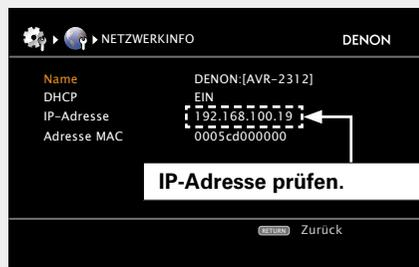 NETZWERKINFO DENON
Name DENON:[AVR-2312]
DHCP EIN
IP-Adresse 192.168.100.19
Adresse MAC 0005cd000000
IP-Adresse prüfen.
RETURN Zurück